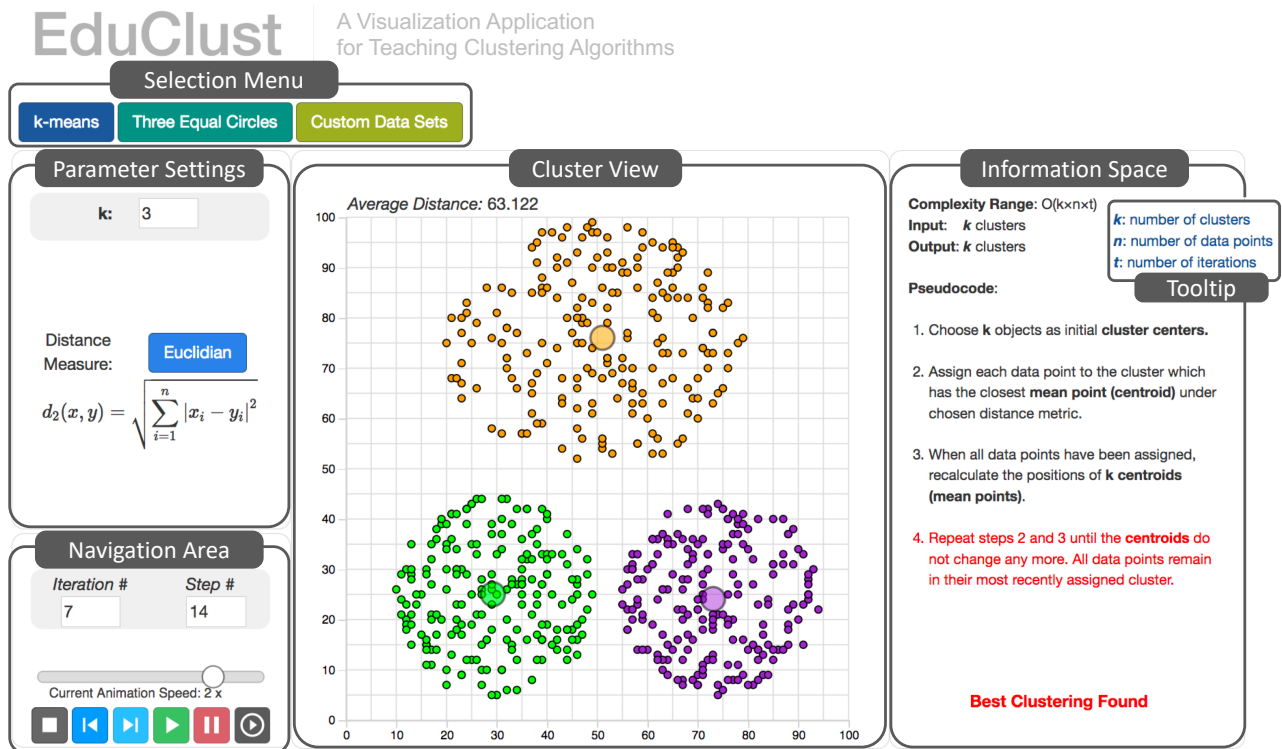 EduClust
A Visualization Application
for Teaching Clustering Algorithms
Selection Menu
k-means
Three Equal Circles
Custom Data Sets
Parameter Settings
k: 3
Distance
Measure:
Euclidian
d₂(x, y) = √∑ⁿᵢ₌₁ |xᵢ − yᵢ|²
Navigation Area
Iteration #
Step #
7
14
Current Animation Speed: 2 x
Cluster View
Average Distance: 63.122
100
90
80
70
60
50
40
30
20
10
0
0 10 20 30 40 50 60 70 80 90 100
Information Space
Complexity Range: O(k×n×t)
Input: k clusters
Output: k clusters
k: number of clusters
n: number of data points
t: number of iterations
Tooltip
Pseudocode:
1. Choose k objects as initial cluster centers.
2. Assign each data point to the cluster which
has the closest mean point (centroid) under
chosen distance metric.
3. When all data points have been assigned,
recalculate the positions of k centroids
(mean points).
4. Repeat steps 2 and 3 until the centroids do
not change any more. All data points remain
in their most recently assigned cluster.
Best Clustering Found